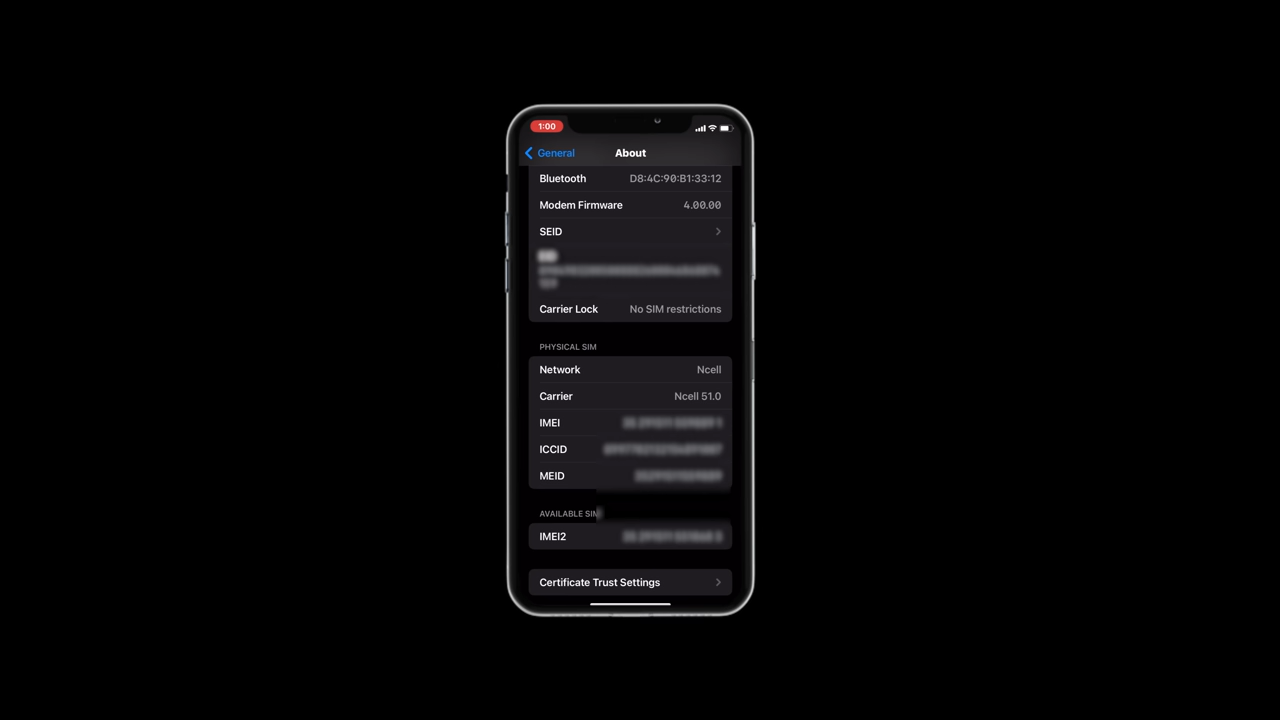 1:00
General About
Bluetooth D8:4C:90:B1:33:12
Modem Firmware 4.00.00
SEID
Carrier Lock No SIM restrictions
PHYSICAL SIM
Network Ncell
Carrier Ncell 51.0
IMEI
ICCID
MEID
AVAILABLE SIM
IMEI2
Certificate Trust Settings